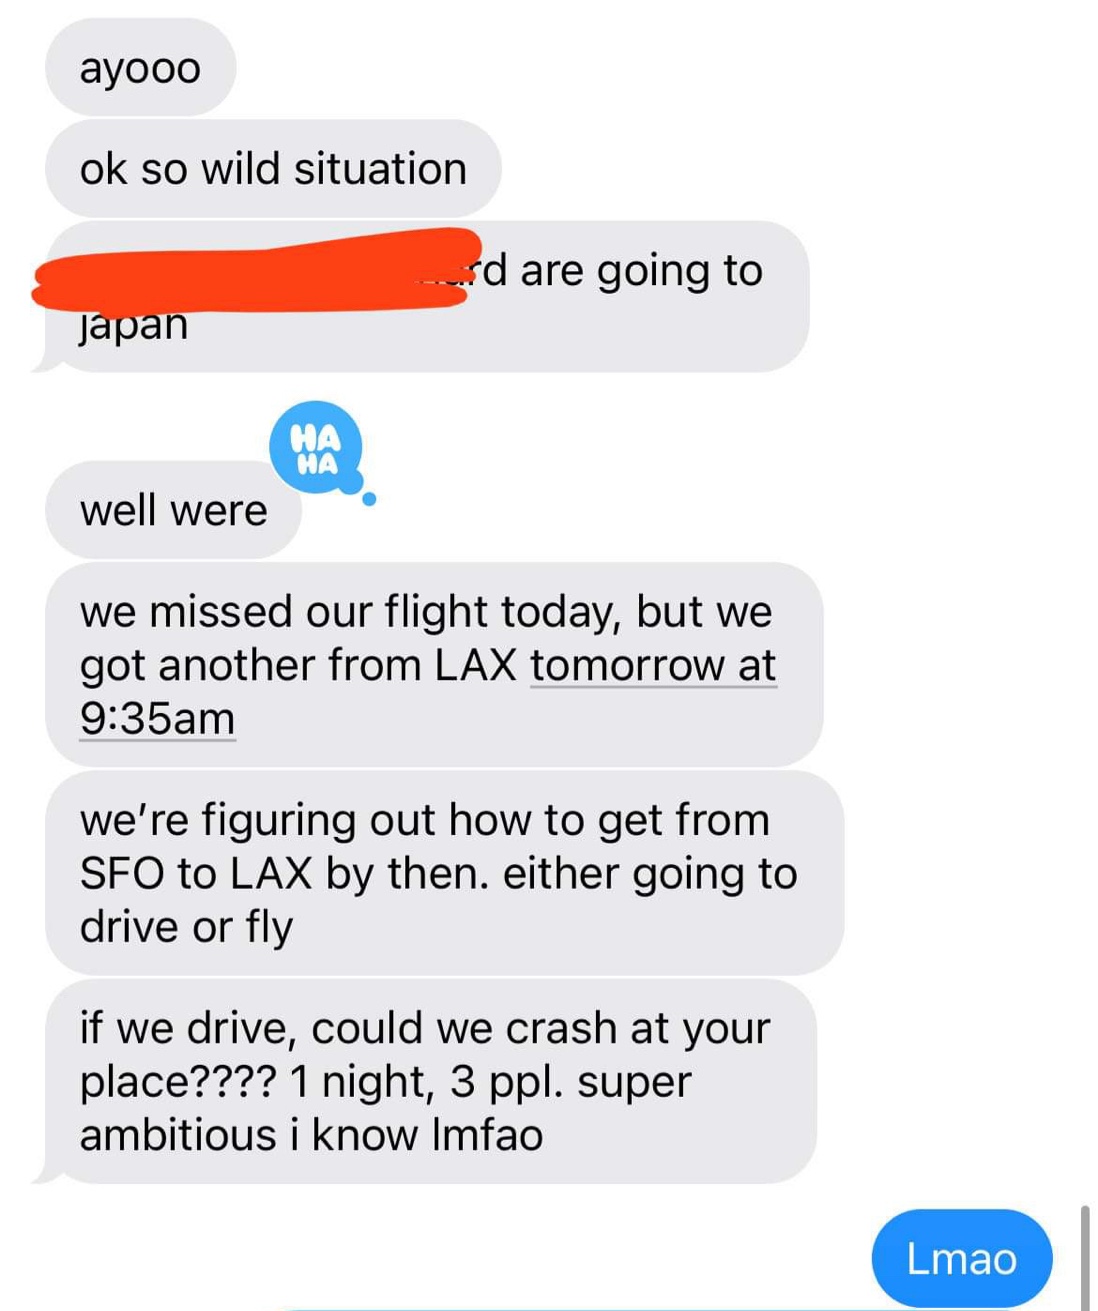 ayooo
ok so wild situation
are going to
japan
HA
HA
well were
we missed our flight today, but we
got another from LAX tomorrow at
9:35am
we’re figuring out how to get from
SFO to LAX by then. either going to
drive or fly
if we drive, could we crash at your
place???? 1 night, 3 ppl. super
ambitious i know lmfao
Lmao